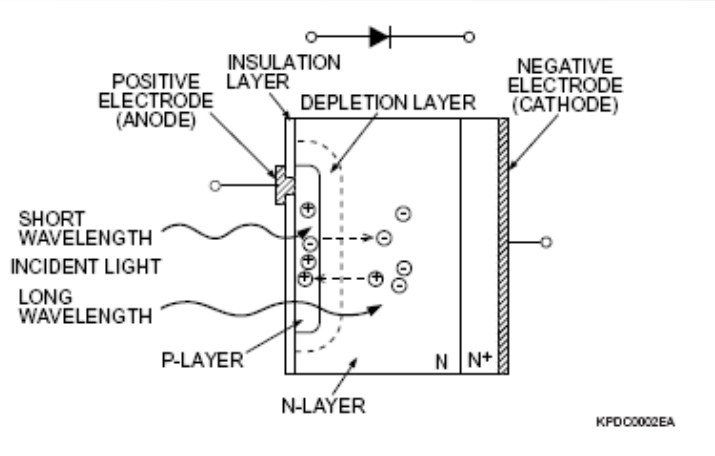 INSULATION
LAYER
POSITIVE
ELECTRODE
(ANODE)
DEPLETION LAYER
NEGATIVE
ELECTRODE
(CATHODE)
SHORT
WAVELENGTH
INCIDENT LIGHT
LONG
WAVELENGTH
P-LAYER
N
N+
N-LAYER
KPDC0002EA